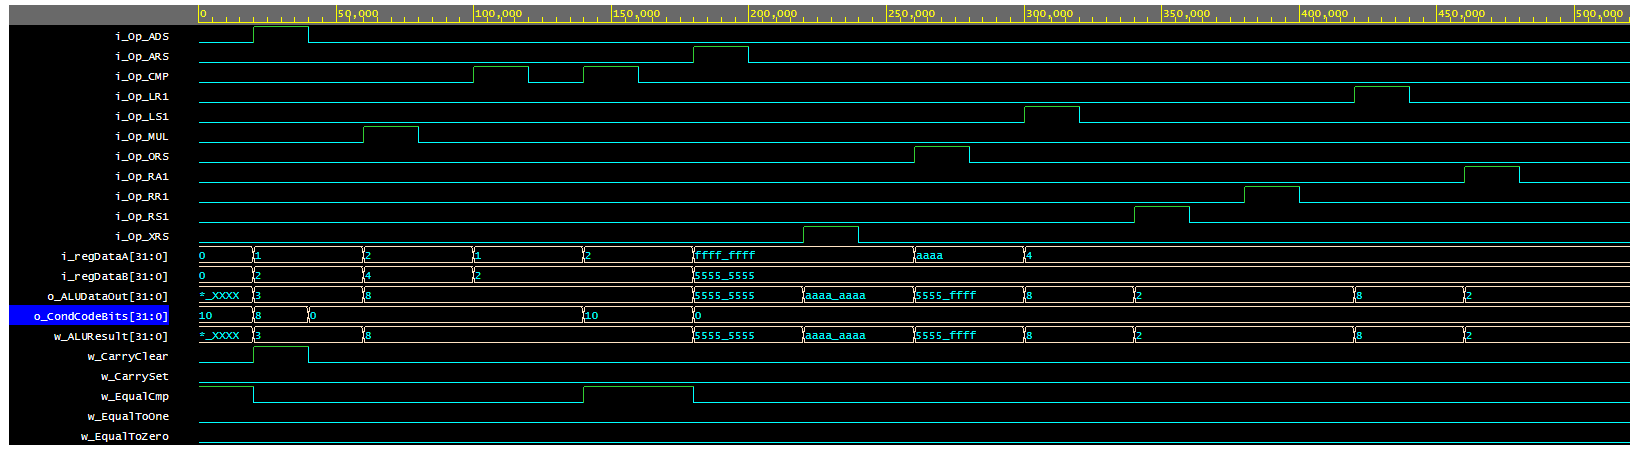 0 50,000 100,000 150,000 200,000 250,000 300,000 350,000 400,000 450,000 500,000
i_Op_ADS
i_Op_ARS
i_Op_CMP
i_Op_LR1
i_Op_LS1
i_Op_MUL
i_Op_ORS
i_Op_RA1
i_Op_RR1
i_Op_RS1
i_Op_XRS
i_regDataA[31:0] 0 1 2 1 2 ffff_ffff aaaa 4
i_regDataB[31:0] 0 2 4 2 5555_5555
o_ALUDataOut[31:0] *_XXXX 3 8 5555_5555 aaaa_aaaa 5555_ffff 8 2 8 2
o_CondCodeBits[31:0] 10 8 0 10 0
w_ALUResult[31:0] *_XXXX 3 8 5555_5555 aaaa_aaaa 5555_ffff 8 2 8 2
w_CarryClear
w_CarrySet
w_EqualCmp
w_EqualToOne
w_EqualToZero